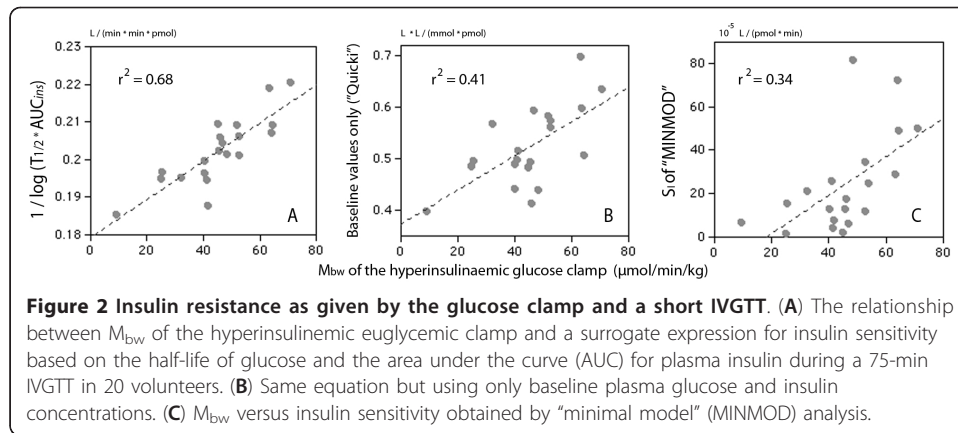 L / (min * min * pmol)
0.23
0.22
0.21
0.20
0.19
0.18
0 20 40 60 80
1 / log (T1/2 * AUCins)
r² = 0.68
A
L * L / (mmol * pmol)
0.7
0.6
0.5
0.4
0 20 40 60 80
Baseline values only ("Quicki")
r² = 0.41
B
10⁻⁵ L / (pmol * min)
100
80
60
40
20
0
0 20 40 60 80
Si of "MINMOD"
r² = 0.34
C
Mbw of the hyperinsulinaemic glucose clamp (µmol/min/kg)
Figure 2 Insulin resistance as given by the glucose clamp and a short IVGTT. (A) The relationship
between Mbw of the hyperinsulinemic euglycemic clamp and a surrogate expression for insulin sensitivity
based on the half-life of glucose and the area under the curve (AUC) for plasma insulin during a 75-min
IVGTT in 20 volunteers. (B) Same equation but using only baseline plasma glucose and insulin
concentrations. (C) Mbw versus insulin sensitivity obtained by "minimal model" (MINMOD) analysis.